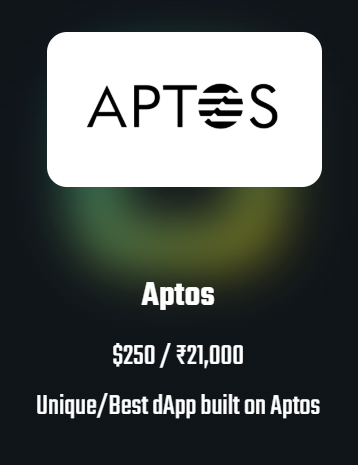 APTOS
Aptos
$250 / ₹21,000
Unique/Best dApp built on Aptos